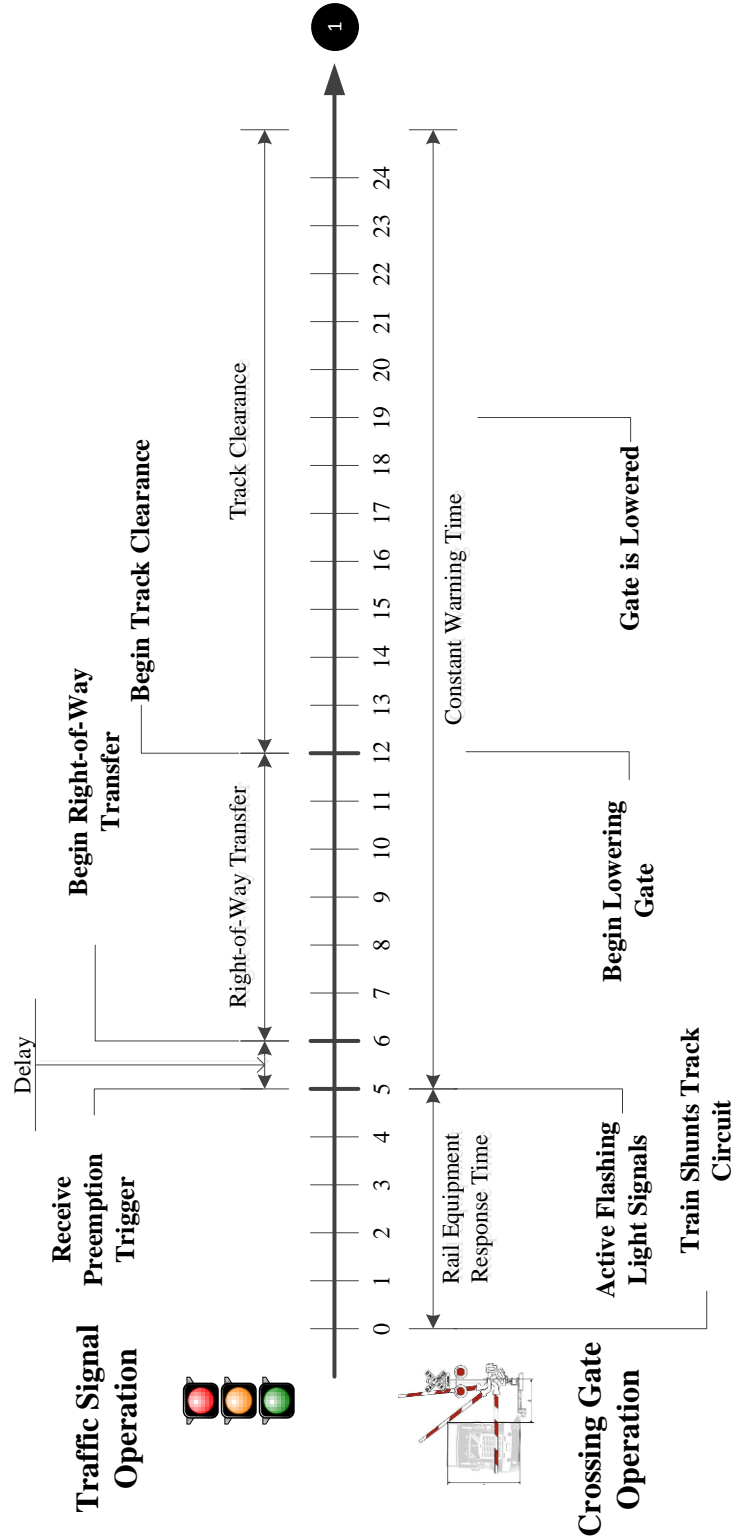 Traffic Signal
Operation
Receive
Preemption
Trigger
Delay
Begin Right-of-Way
Transfer
Begin Track Clearance
Right-of-Way Transfer
Track Clearance
0 1 2 3 4 5 6 7 8 9 10 11 12 13 14 15 16 17 18 19 20 21 22 23 24
1
Rail Equipment
Response Time
Constant Warning Time
Crossing Gate
Operation
Active Flashing
Light Signals
Train Shunts Track
Circuit
Begin Lowering
Gate
Gate is Lowered